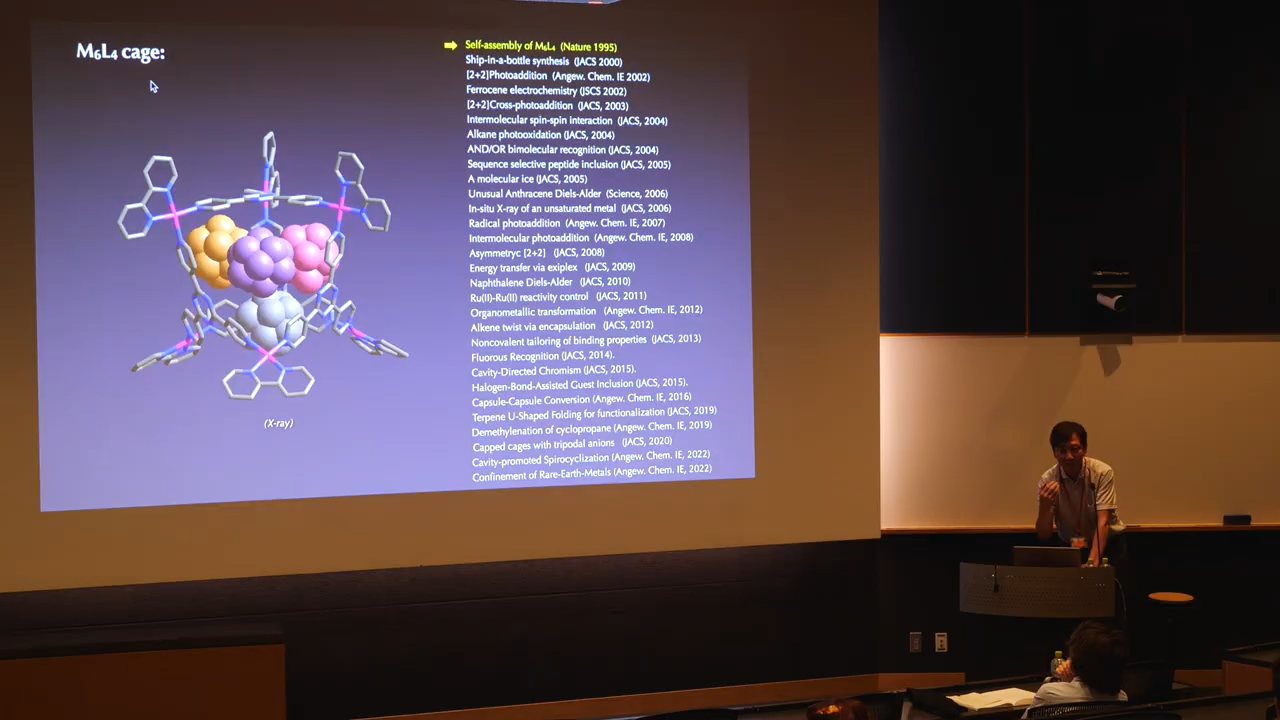 M₆L₄ cage:
(X-ray)
Self-assembly of M₆L₄ (Nature 1995)
Ship-in-a-bottle synthesis (JACS 2000)
[2+2]Photoaddition (Angew. Chem. IE 2002)
Ferrocene electrochemistry (JSCS 2002)
[2+2]Cross-photoaddition (JACS, 2003)
Intermolecular spin-spin interaction (JACS, 2004)
Alkane photooxidation (JACS, 2004)
AND/OR bimolecular recognition (JACS, 2004)
Sequence selective peptide inclusion (JACS, 2005)
A molecular ice (JACS, 2005)
Unusual Anthracene Diels-Alder (Science, 2006)
In-situ X-ray of an unsaturated metal (JACS, 2006)
Radical photoaddition (Angew. Chem. IE, 2007)
Intermolecular photoaddition (Angew. Chem. IE, 2008)
Asymmetryc [2+2] (JACS, 2008)
Energy transfer via exiplex (JACS, 2009)
Naphthalene Diels-Alder (JACS, 2010)
Ru(II)-Ru(II) reactivity control (JACS, 2011)
Organometallic transformation (Angew. Chem. IE, 2012)
Alkene twist via encapsulation (JACS, 2012)
Noncovalent tailoring of binding properties (JACS, 2013)
Fluorous Recognition (JACS, 2014).
Cavity-Directed Chromism (JACS, 2015).
Halogen-Bond-Assisted Guest Inclusion (JACS, 2015).
Capsule-Capsule Conversion (Angew. Chem. IE, 2016)
Terpene U-Shaped Folding for functionalization (JACS, 2019)
Demethylenation of cyclopropane (Angew. Chem. IE, 2019)
Capped cages with tripodal anions (JACS, 2020)
Cavity-promoted Spirocyclization (Angew. Chem. IE, 2022)
Confinement of Rare-Earth-Metals (Angew. Chem. IE, 2022)